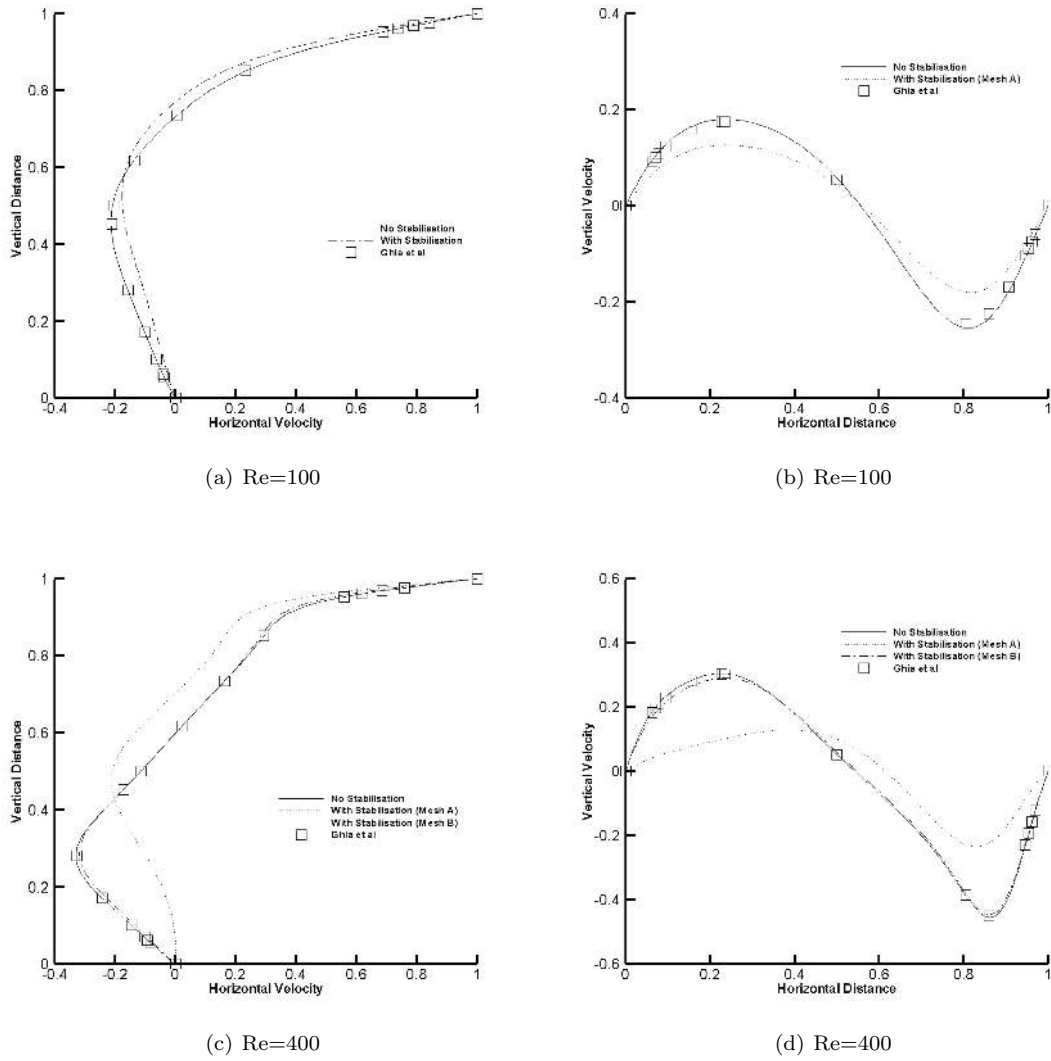 1
0.8
0.6
0.4
0.2
0
Vertical Distance
-0.4
-0.2
0
0.2
0.4
0.6
0.8
1
Horizontal Velocity
No Stabilisation
With Stabilisation
Ghia et al
(a) Re=100
0.4
0.2
0
-0.2
-0.4
Vertical Velocity
0
0.2
0.4
0.6
0.8
1
Horizontal Distance
No Stabilisation
With Stabilisation (Mesh A)
Ghia et al
(b) Re=100
1
0.8
0.6
0.4
0.2
0
Vertical Distance
-0.4
-0.2
0
0.2
0.4
0.6
0.8
1
Horizontal Velocity
No Stabilisation
With Stabilisation (Mesh A)
With Stabilisation (Mesh B)
Ghia et al
(c) Re=400
0.6
0.4
0.2
0
-0.2
-0.4
-0.6
Vertical Velocity
0
0.2
0.4
0.6
0.8
1
Horizontal Distance
No Stabilisation
With Stabilisation (Mesh A)
With Stabilisation (Mesh B)
Ghia et al
(d) Re=400